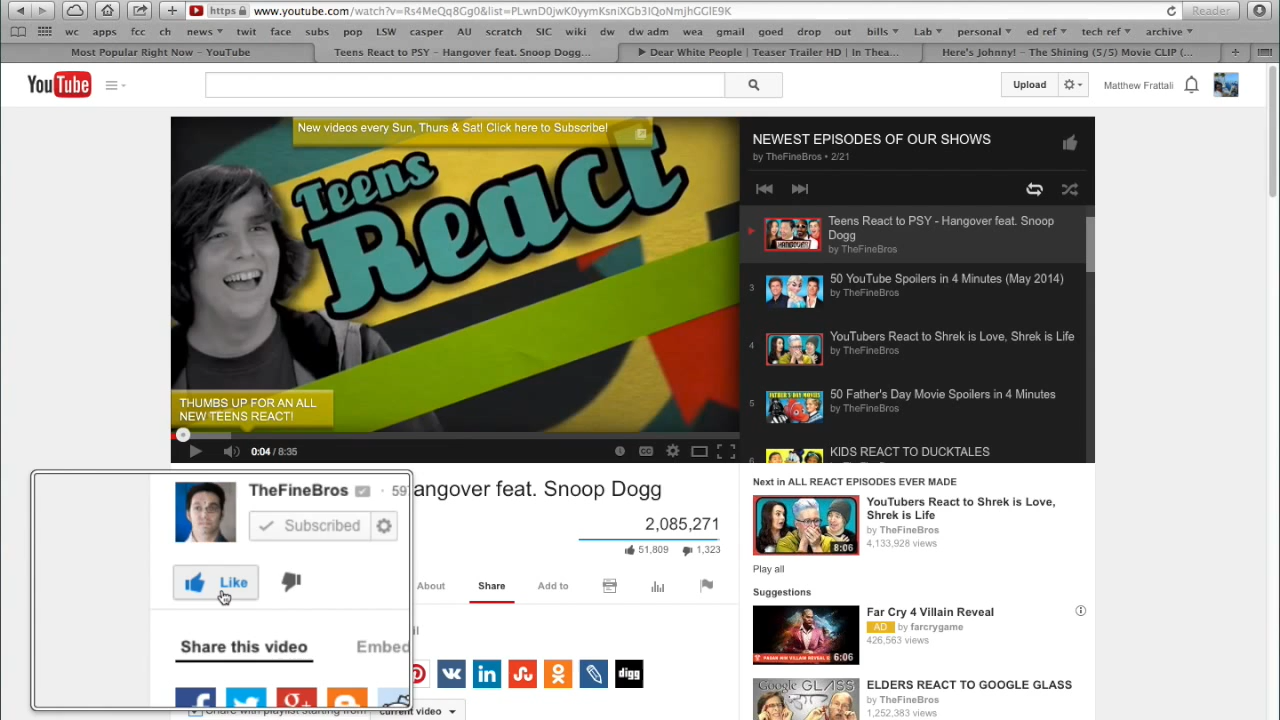 https www.youtube.com/watch?v=Rs4MeQq8Gg0&list=PLwnD0jwK0yymKsniXGb3IQoNmjhGGlE9K Reader
wc apps fcc ch news twit face subs pop LSW casper AU scratch SIC wiki dw dw adm wea gmail goed drop out bills Lab personal ed ref tech ref archive
Most Popular Right Now – YouTube
Teens React to PSY - Hangover feat. Snoop Dogg...
▶ Dear White People | Teaser Trailer HD | In Thea...
Here's Johnny! – The Shining (5/5) Movie CLIP (...
YouTube
Upload
Matthew Frattali
New videos every Sun, Thurs & Sat! Click here to Subscribe!
Teens
React
THUMBS UP FOR AN ALL
NEW TEENS REACT!
0:04 / 8:35
NEWEST EPISODES OF OUR SHOWS
by TheFineBros • 2/21
Teens React to PSY - Hangover feat. Snoop
Dogg
by TheFineBros
3
50 YouTube Spoilers in 4 Minutes (May 2014)
by TheFineBros
4
YouTubers React to Shrek is Love, Shrek is Life
by TheFineBros
5
50 Father's Day Movie Spoilers in 4 Minutes
by TheFineBros
KIDS REACT TO DUCKTALES
angover feat. Snoop Dogg
2,085,271
51,809 1,323
TheFineBros
Subscribed
Like
Share this video
Embed
About
Share
Add to
digg
Share with playlist starting from
current video
Next in ALL REACT EPISODES EVER MADE
YouTubers React to Shrek is Love,
Shrek is Life
by TheFineBros
4,133,928 views
8:06
Play all
Suggestions
Far Cry 4 Villain Reveal
AD by farcrygame
426,563 views
6:06
ELDERS REACT TO GOOGLE GLASS
by TheFineBros
1,252,383 views
Google GLASS